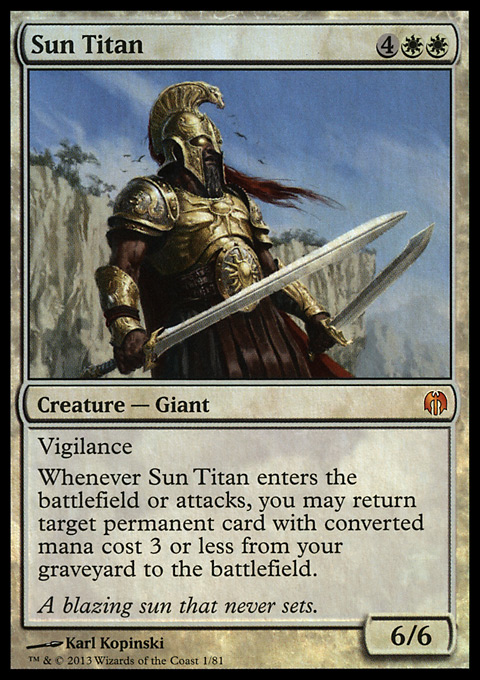 Sun Titan 4
Creature — Giant
Vigilance
Whenever Sun Titan enters the
battlefield or attacks, you may return
target permanent card with converted
mana cost 3 or less from your
graveyard to the battlefield.
A blazing sun that never sets.
Karl Kopinski
6/6
™ & © 2013 Wizards of the Coast 1/81